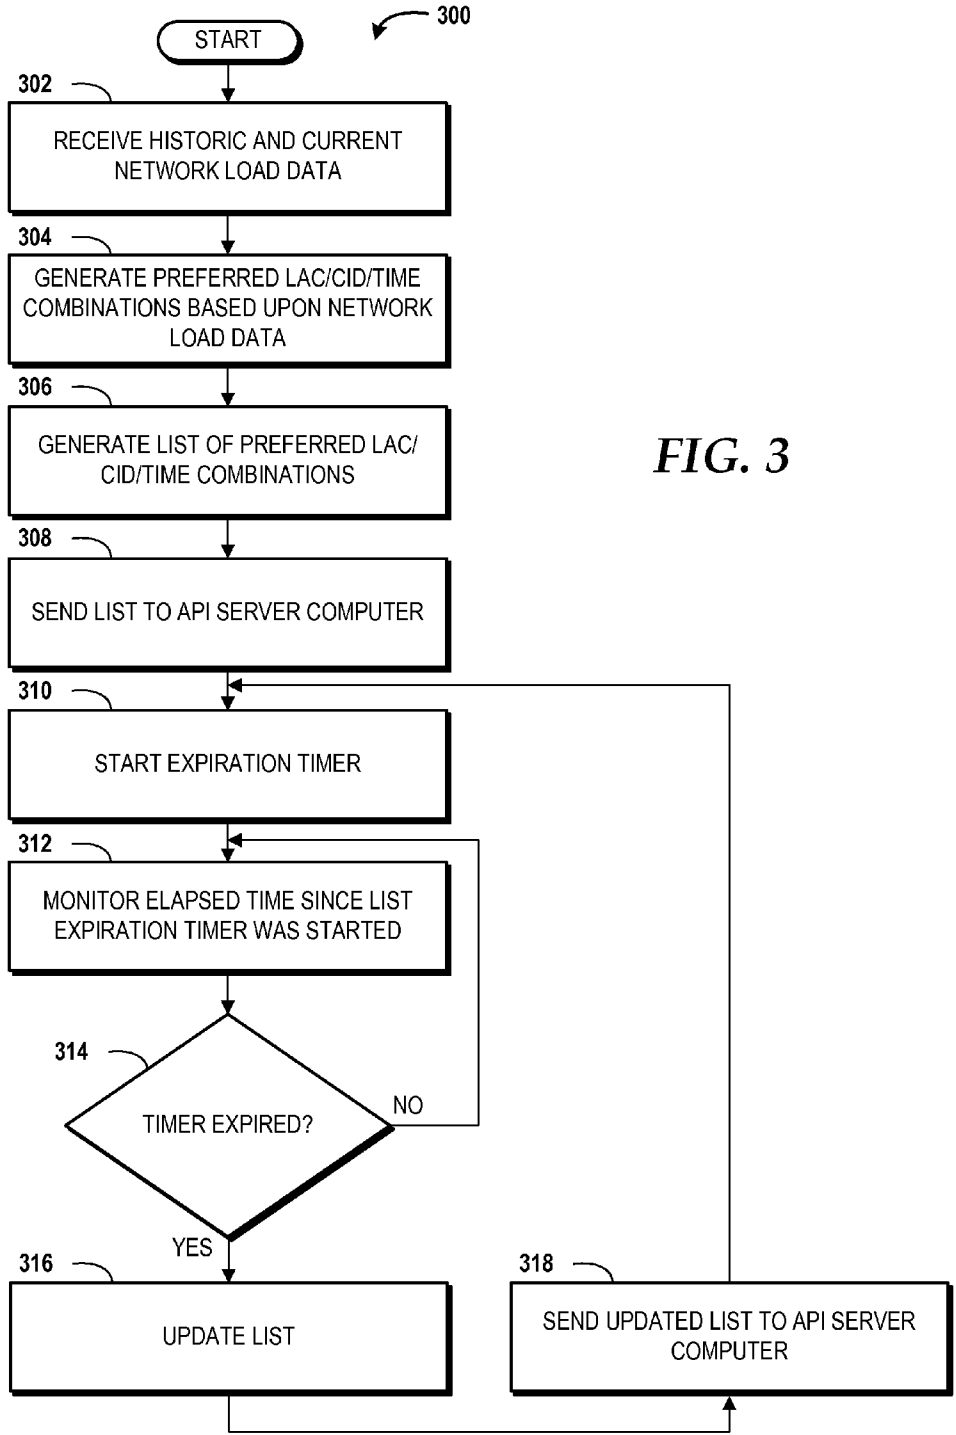 300
START
302
RECEIVE HISTORIC AND CURRENT
NETWORK LOAD DATA
304
GENERATE PREFERRED LAC/CID/TIME
COMBINATIONS BASED UPON NETWORK
LOAD DATA
306
GENERATE LIST OF PREFERRED LAC/
CID/TIME COMBINATIONS
FIG. 3
308
SEND LIST TO API SERVER COMPUTER
310
START EXPIRATION TIMER
312
MONITOR ELAPSED TIME SINCE LIST
EXPIRATION TIMER WAS STARTED
314
TIMER EXPIRED?
NO
YES
316
UPDATE LIST
318
SEND UPDATED LIST TO API SERVER
COMPUTER